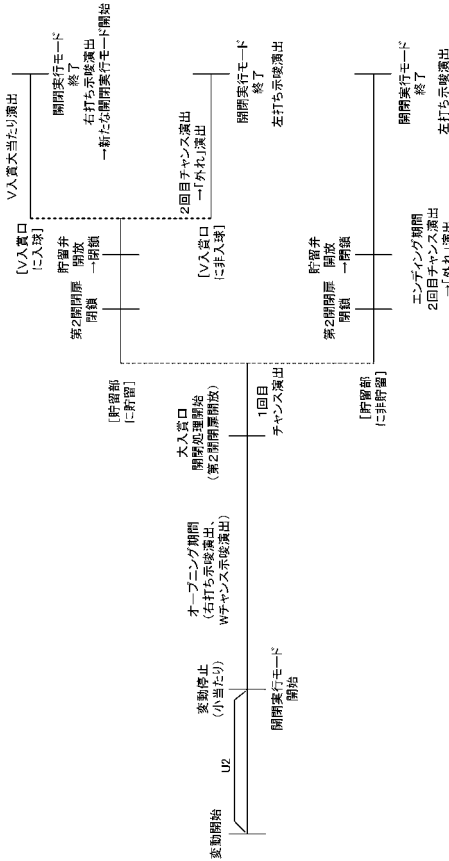 変動開始
U2
変動停止
(小当たり)
開閉実行モード
開始
オープニング期間
(右打ち示唆演出、
Wチャンス示唆演出)
大入賞口
開閉処理開始
(第2開閉扉開放)
1回目
チャンス演出
[貯留部
に貯留]
第2開閉扉
閉鎖
貯留弁
開放
→閉鎖
[V入賞口
に入球]
V入賞大当たり演出
開閉実行モード
終了
右打ち示唆演出
→新たな開閉実行モード開始
[V入賞口
に非入球]
2回目チャンス演出
→「外れ」演出
開閉実行モード
終了
左打ち示唆演出
[貯留部
に非貯留]
第2開閉扉
閉鎖
貯留弁
開放
→閉鎖
エンディング期間
2回目チャンス演出
→「外れ」演出
開閉実行モード
終了
左打ち示唆演出